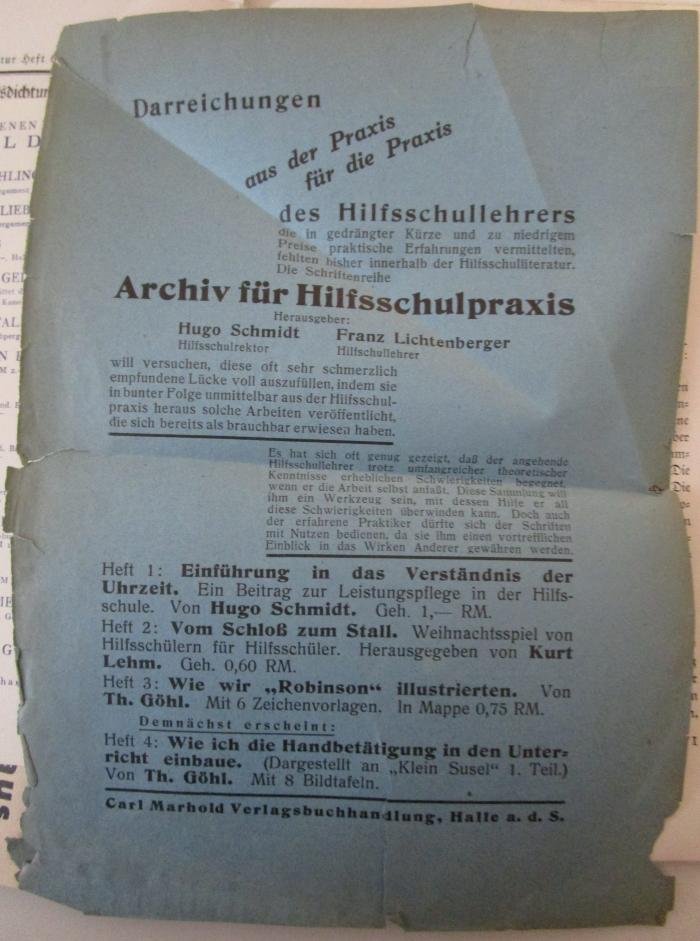 Darreichungen
aus der Praxis
für die Praxis
des Hilfsschullehrers
die in gedrängter Kürze und zu niedrigem
Preise praktische Erfahrungen vermittelten,
fehlten bisher innerhalb der Hilfsschulliteratur.
Die Schriftenreihe
Archiv für Hilfsschulpraxis
Herausgeber:
Hugo Schmidt Franz Lichtenberger
Hilfsschulrektor Hilfschullehrer
will versuchen, diese oft sehr schmerzlich
empfundene Lücke voll auszufüllen, indem sie
in bunter Folge unmittelbar aus der Hilfsschul-
praxis heraus solche Arbeiten veröffentlicht,
die sich bereits als brauchbar erwiesen haben.
Es hat sich oft genug gezeigt, daß der angehende
Hilfsschullehrer trotz umfangreicher theoretischer
Kenntnisse erheblichen Schwierigkeiten begegnet,
wenn er die Arbeit selbst anfaßt. Diese Sammlung will
ihm ein Werkzeug sein, mit dessen Hilfe er all
diese Schwierigkeiten überwinden kann. Doch auch
der erfahrene Praktiker dürfte sich der Schriften
mit Nutzen bedienen, da sie ihm einen vortrefflichen
Einblick in das Wirken Anderer gewähren werden.
Heft 1: Einführung in das Verständnis der
Uhrzeit. Ein Beitrag zur Leistungspflege in der Hilfs-
schule. Von Hugo Schmidt. Geh. 1,— RM.
Heft 2: Vom Schloß zum Stall. Weihnachtsspiel von
Hilfsschülern für Hilfsschüler. Herausgegeben von Kurt
Lehm. Geh. 0,60 RM.
Heft 3: Wie wir „Robinson“ illustrierten. Von
Th. Göhl. Mit 6 Zeichenvorlagen. In Mappe 0,75 RM.
Demnächst erscheint:
Heft 4: Wie ich die Handbetätigung in den Unter-
richt einbaue. (Dargestellt an „Klein Susel“ 1. Teil.)
Von Th. Göhl. Mit 8 Bildtafeln.
Carl Marhold Verlagsbuchhandlung, Halle a. d. S.